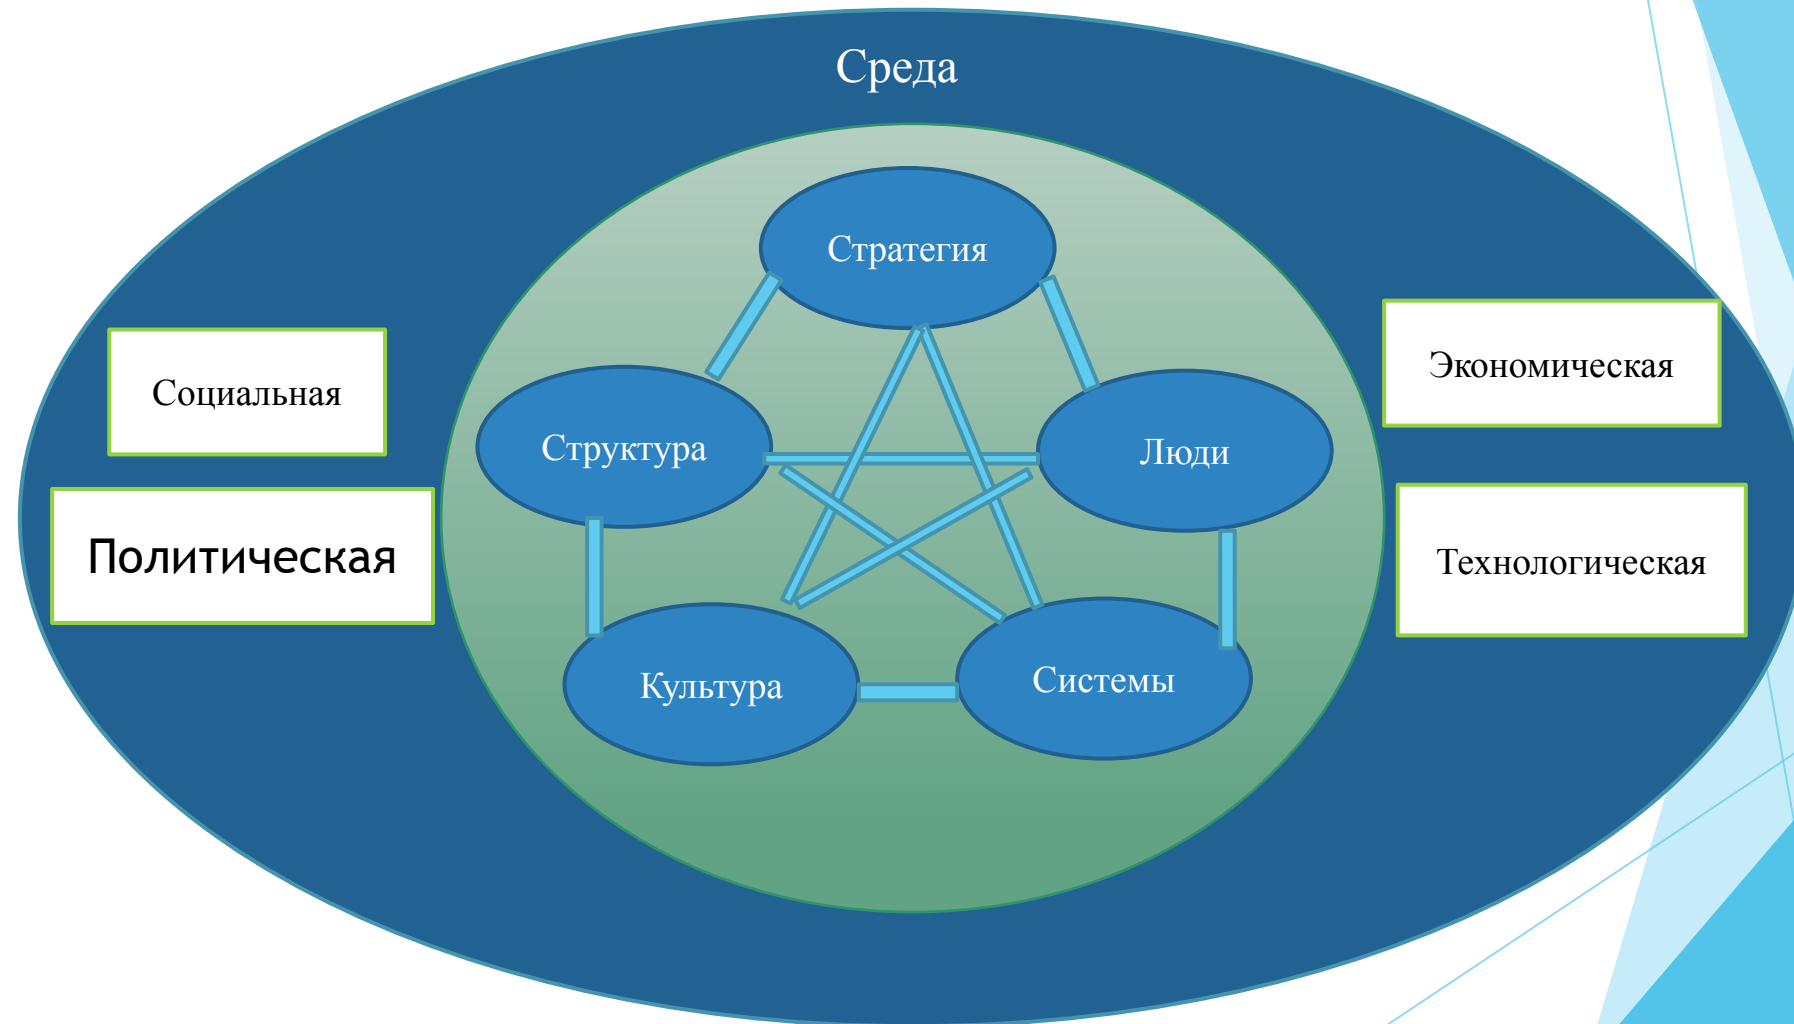 Среда
Стратегия
Социальная
Экономическая
Структура
Люди
Политическая
Технологическая
Культура
Системы